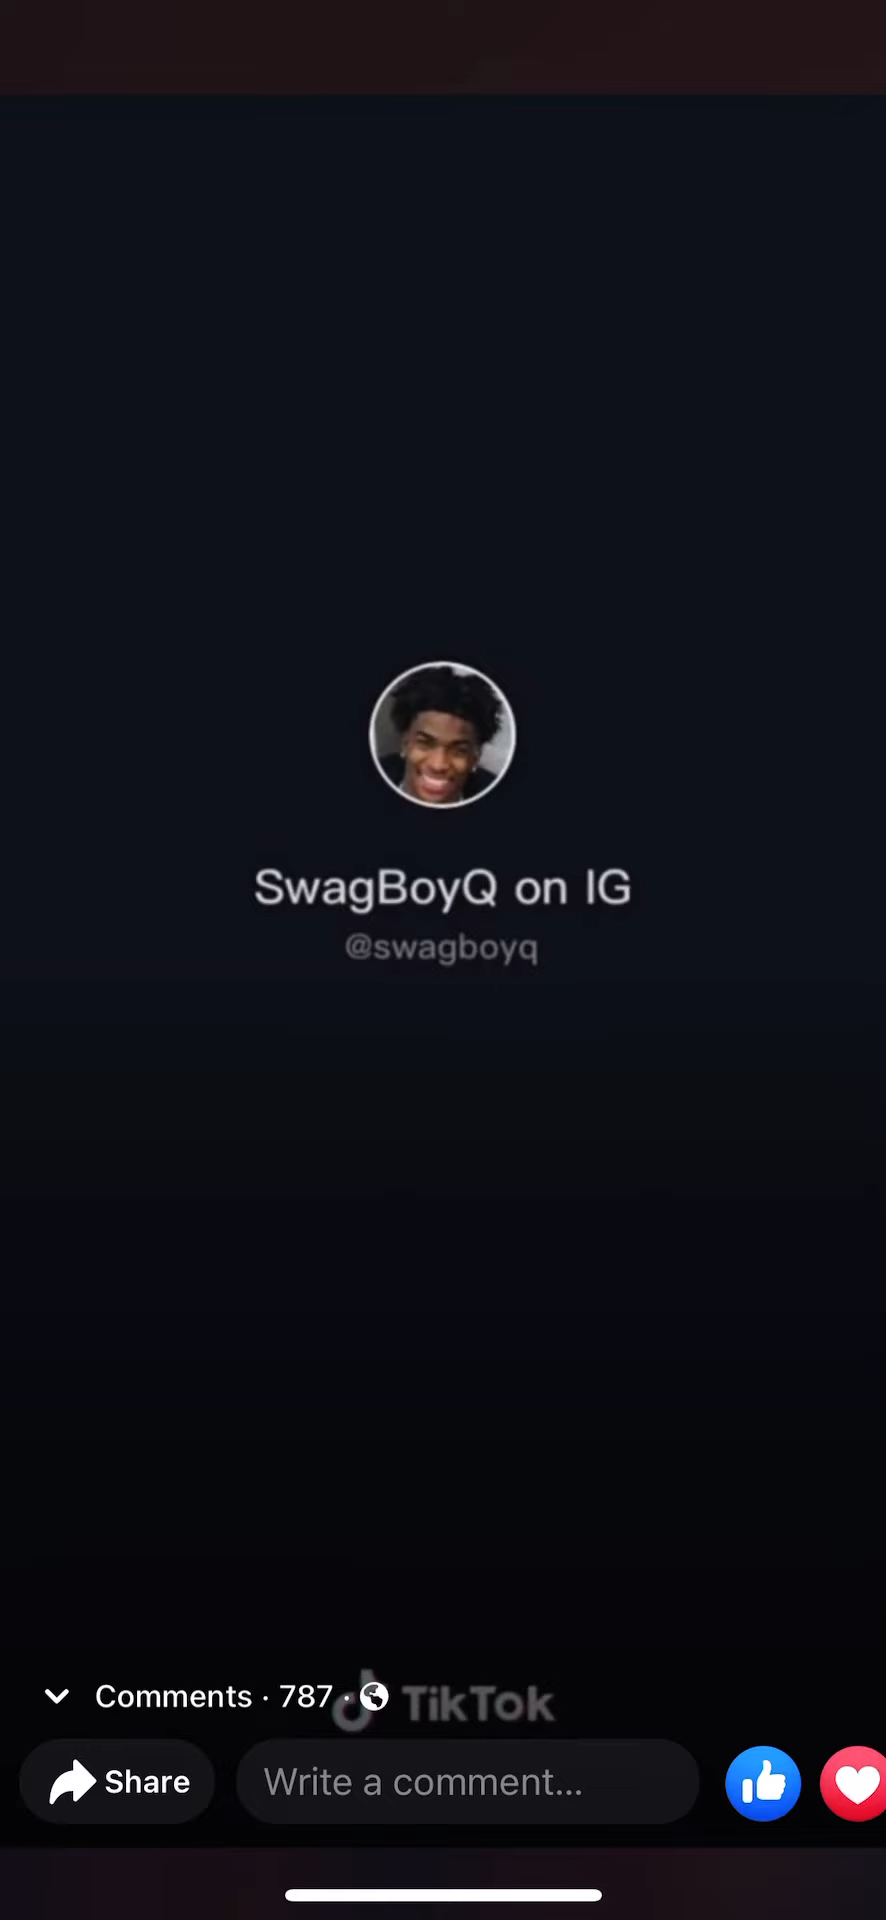 SwagBoyQ on IG
@swagboyq
Comments · 787 ·
TikTok
Share
Write a comment...